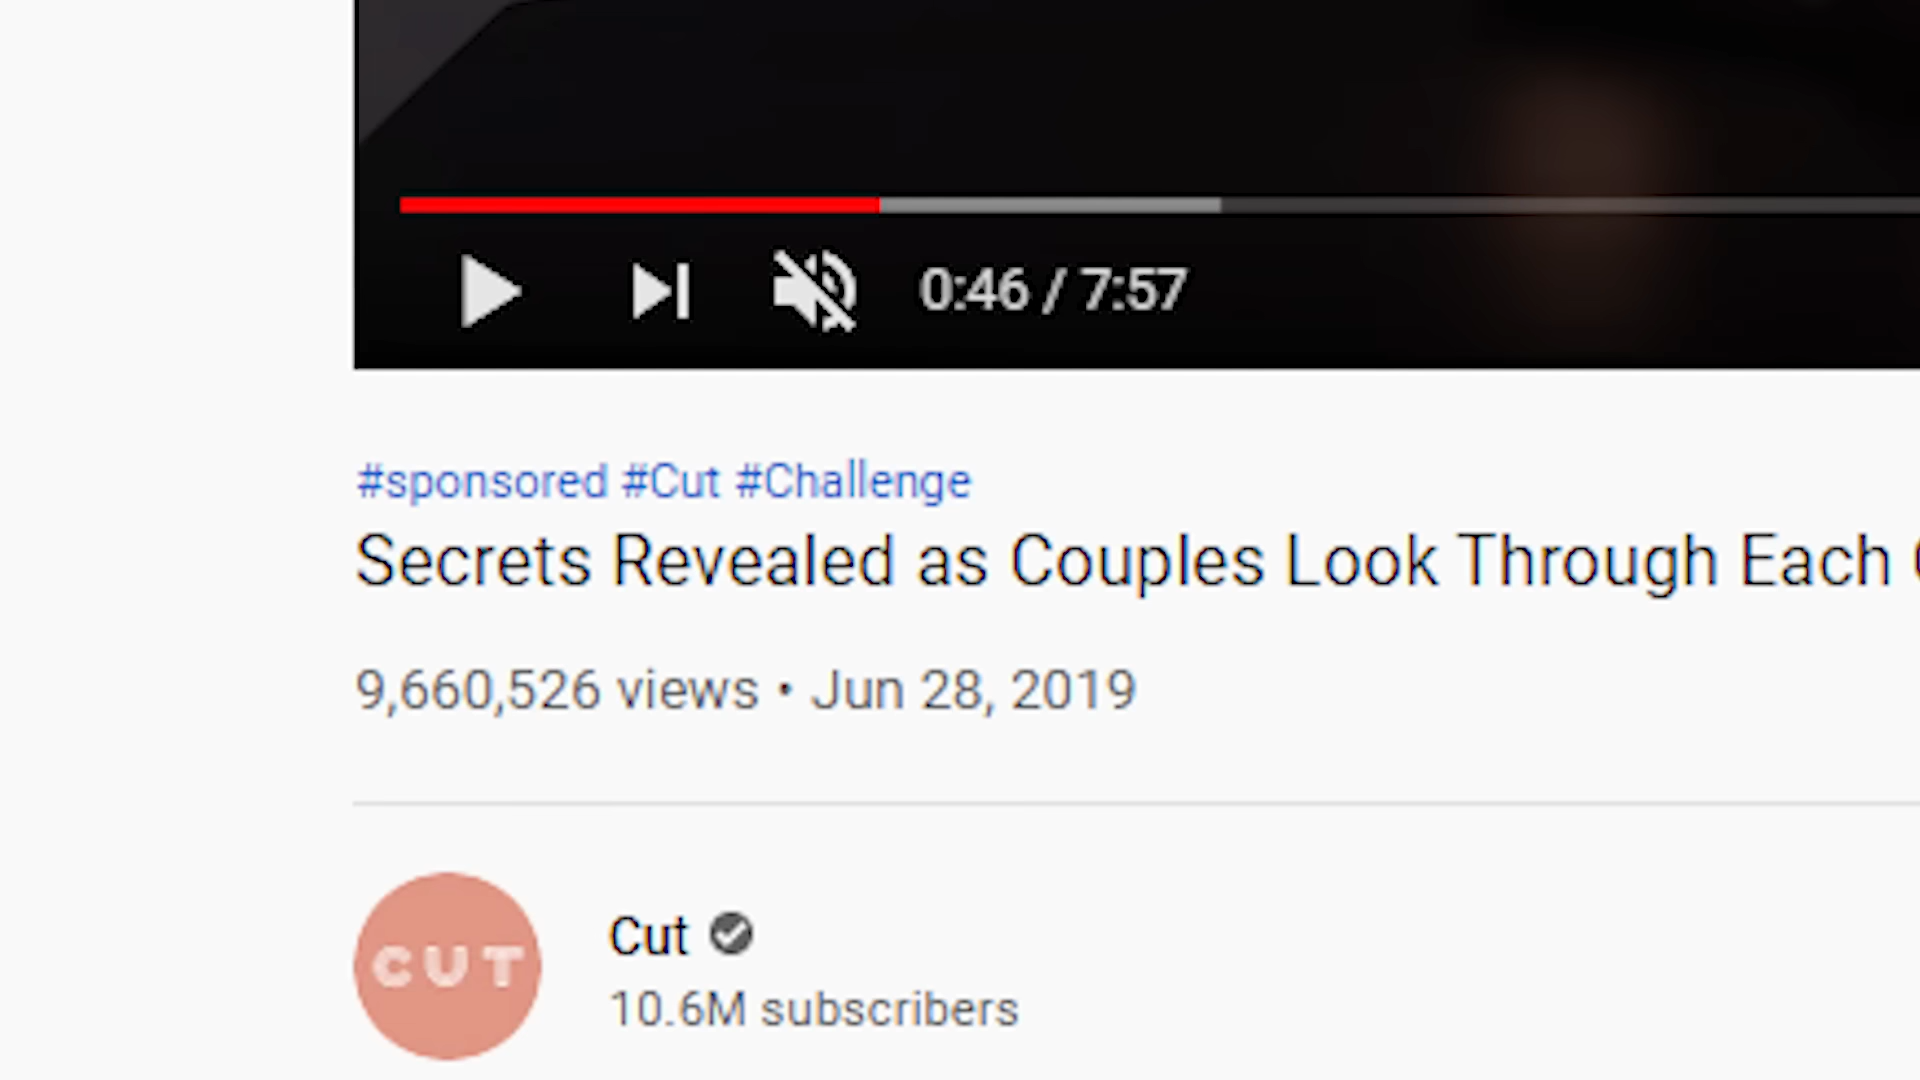 0:46 / 7:57
#sponsored #Cut #Challenge
Secrets Revealed as Couples Look Through Each
9,660,526 views • Jun 28, 2019
CUT
Cut
10.6M subscribers